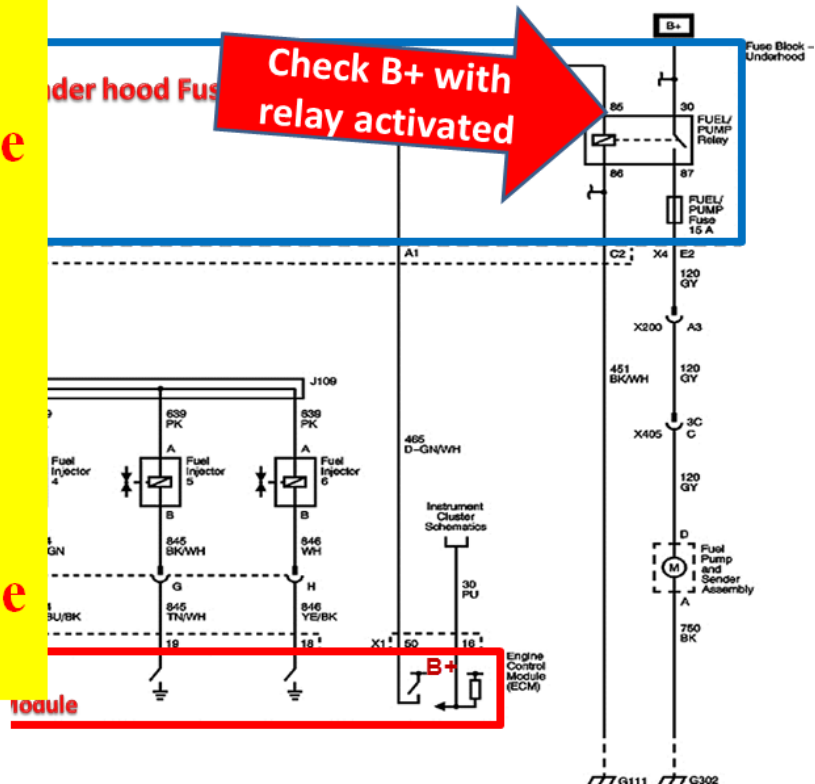 B+
Fuse Block –
Underhood
Check B+ with
relay activated
der hood Fus
e
85
30
FUEL/
PUMP
Relay
86
87
FUEL/
PUMP
Fuse
15 A
A1
C2
X4
E2
120
GY
X200
A3
451
BK/WH
120
GY
J109
639
PK
839
PK
465
D-GN/WH
X405
3C
C
A
A
Fuel
Injector
4
Fuel
Injector
5
Fuel
Injector
6
120
GY
B
B
Instrument
Cluster
Schematics
GN
845
BK/WH
846
WH
D
Fuel
Pump
and
Sender
Assembly
M
A
G
H
30
PU
e
BU/BK
845
TN/WH
846
YE/BK
750
BK
19
18
X1
50
16
B+
Engine
Control
Module
(ECM)
Module
G111
G302